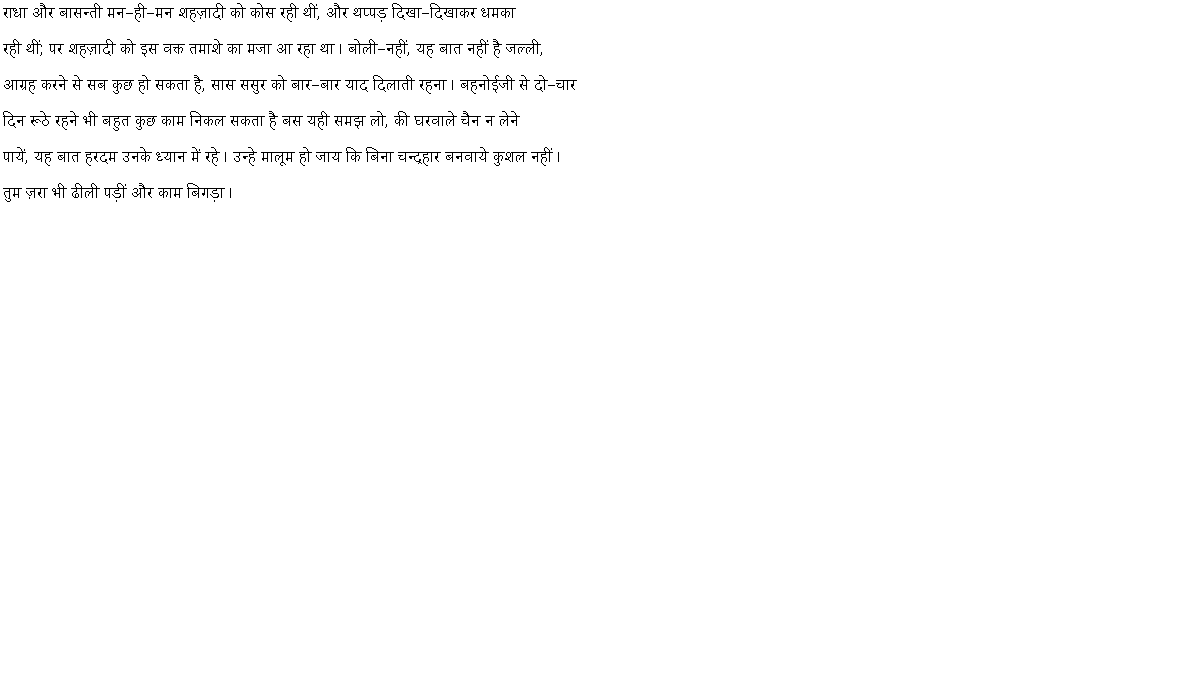 राधा और बासन्ती मन–ही–मन शहज़ादी को कोस रही थीं, और थप्पड़ दिखा–दिखाकर धमका
रही थीं; पर शहज़ादी को इस वक्त तमाशे का मजा आ रहा था। बोली–नहीं, यह बात नहीं है जल्ली,
आग्रह करने से सब कुछ हो सकता है, सास ससुर को बार–बार याद दिलाती रहना। बहनोईजी से दो–चार
दिन रूठे रहने भी बहुत कुछ काम निकल सकता है बस यही समझ लो, की घरवाले चैन न लेने
पायें, यह बात हरदम उनके ध्यान में रहे। उन्हे मालूम हो जाय कि बिना चन्द्रहार बनवाये कुशल नहीं।
तुम ज़रा भी ढीली पड़ीं और काम बिगड़ा।